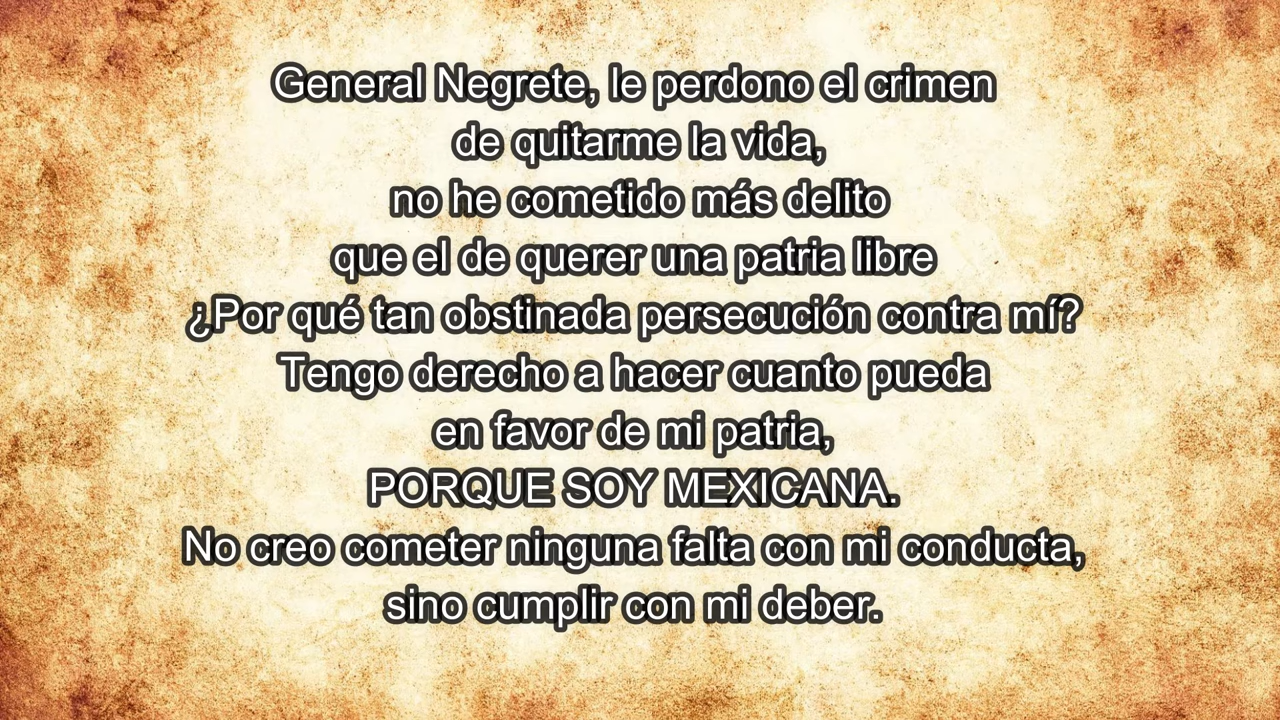 General Negrete, le perdono el crimen
de quitarme la vida,
no he cometido más delito
que el de querer una patria libre
¿Por qué tan obstinada persecución contra mí?
Tengo derecho a hacer cuanto pueda
en favor de mi patria,
PORQUE SOY MEXICANA.
No creo cometer ninguna falta con mi conducta,
sino cumplir con mi deber.